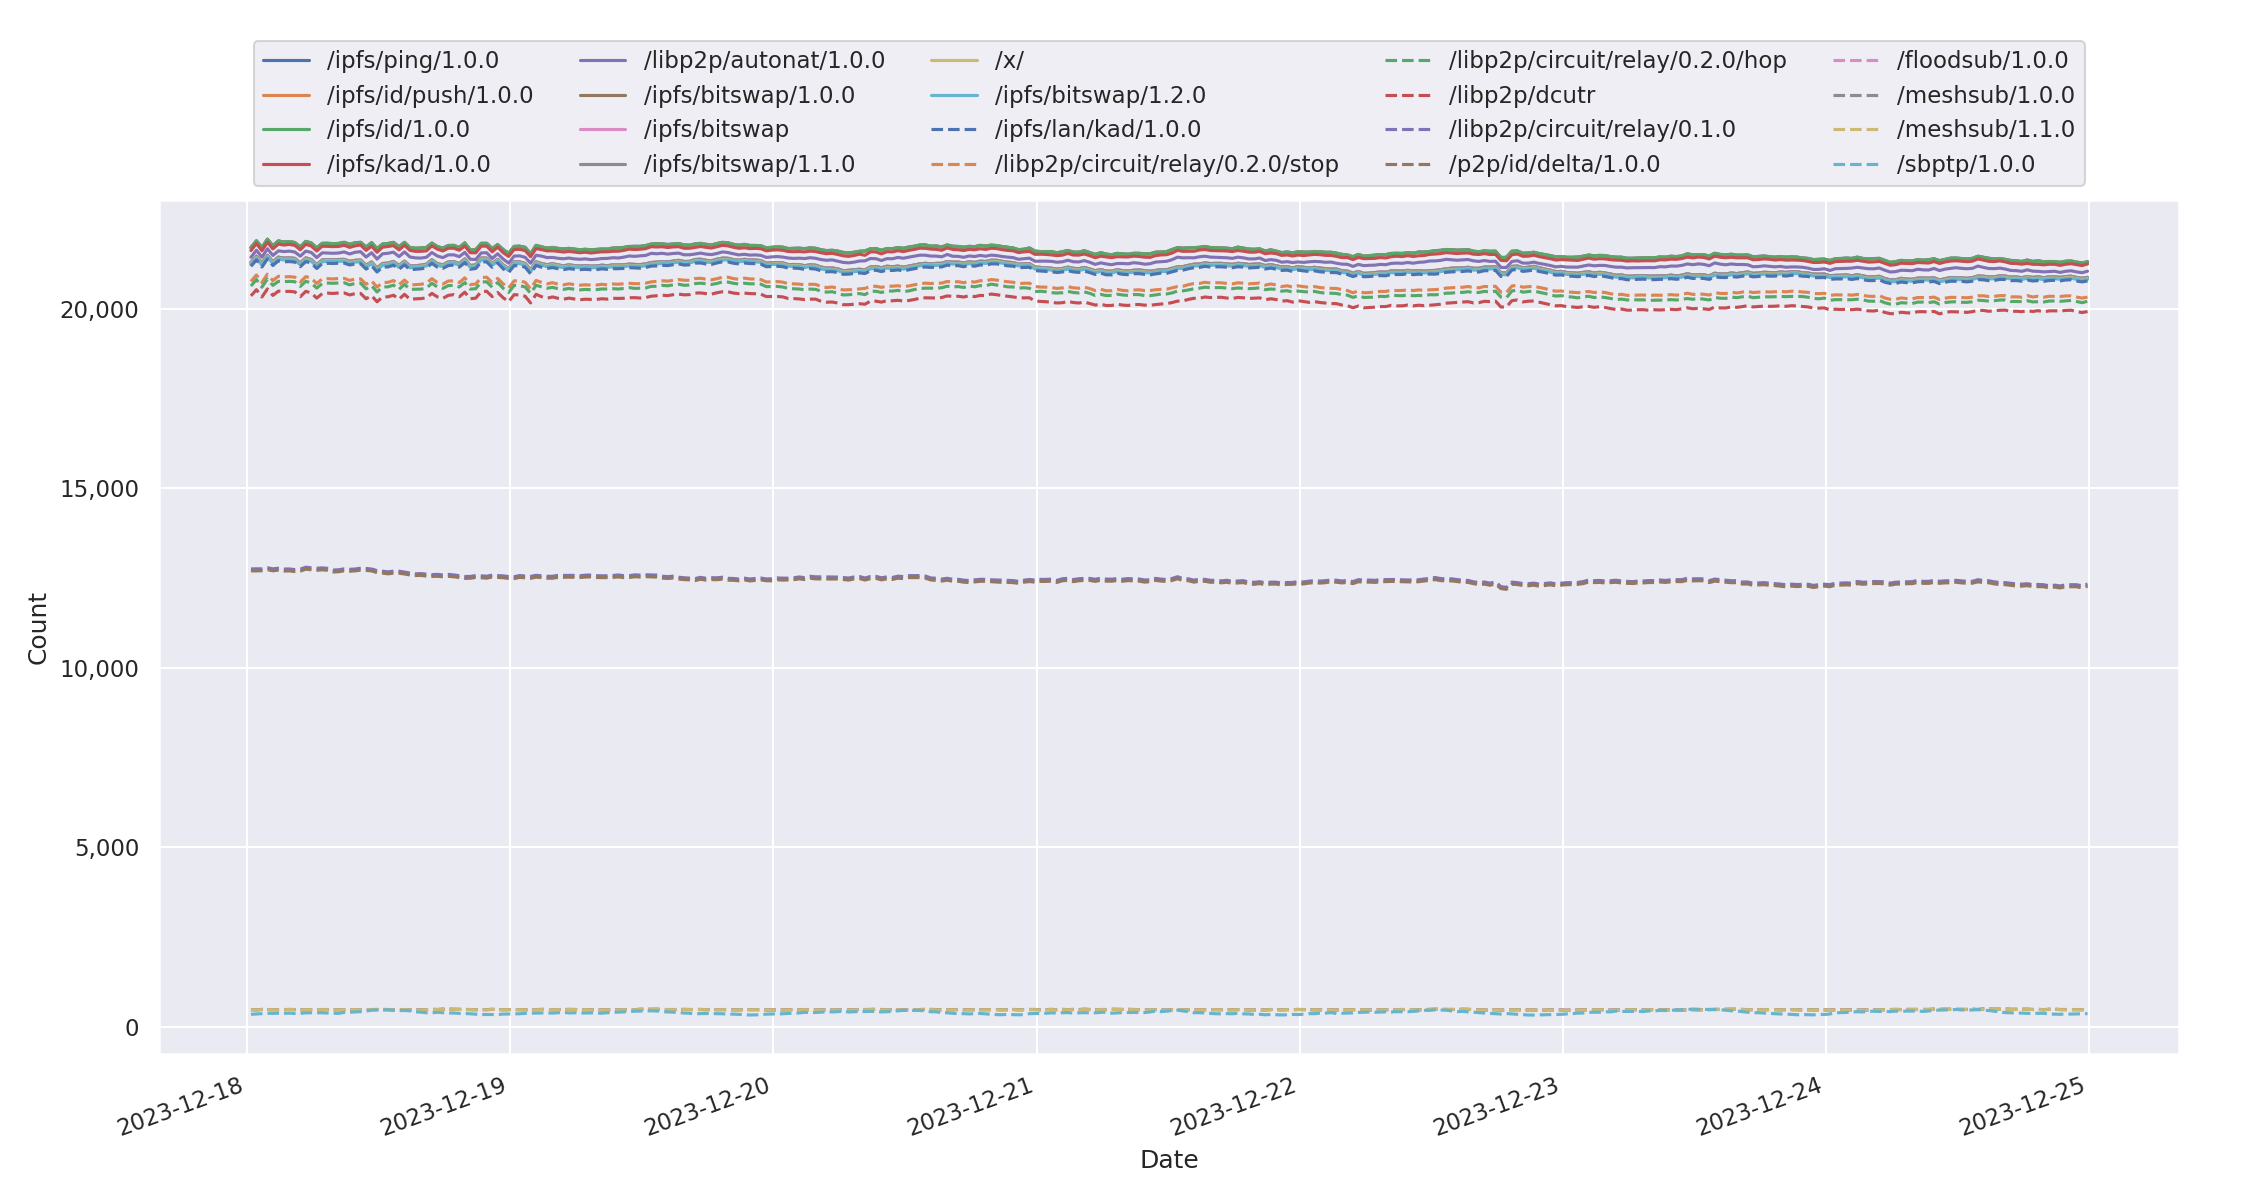 /ipfs/ping/1.0.0
/ipfs/id/push/1.0.0
/ipfs/id/1.0.0
/ipfs/kad/1.0.0
/libp2p/autonat/1.0.0
/ipfs/bitswap/1.0.0
/ipfs/bitswap
/ipfs/bitswap/1.1.0
/x/
/ipfs/bitswap/1.2.0
/ipfs/lan/kad/1.0.0
/libp2p/circuit/relay/0.2.0/stop
/libp2p/circuit/relay/0.2.0/hop
/libp2p/dcutr
/libp2p/circuit/relay/0.1.0
/p2p/id/delta/1.0.0
/floodsub/1.0.0
/meshsub/1.0.0
/meshsub/1.1.0
/sbptp/1.0.0
20,000
15,000
10,000
5,000
0
Count
2023-12-18
2023-12-19
2023-12-20
2023-12-21
2023-12-22
2023-12-23
2023-12-24
2023-12-25
Date